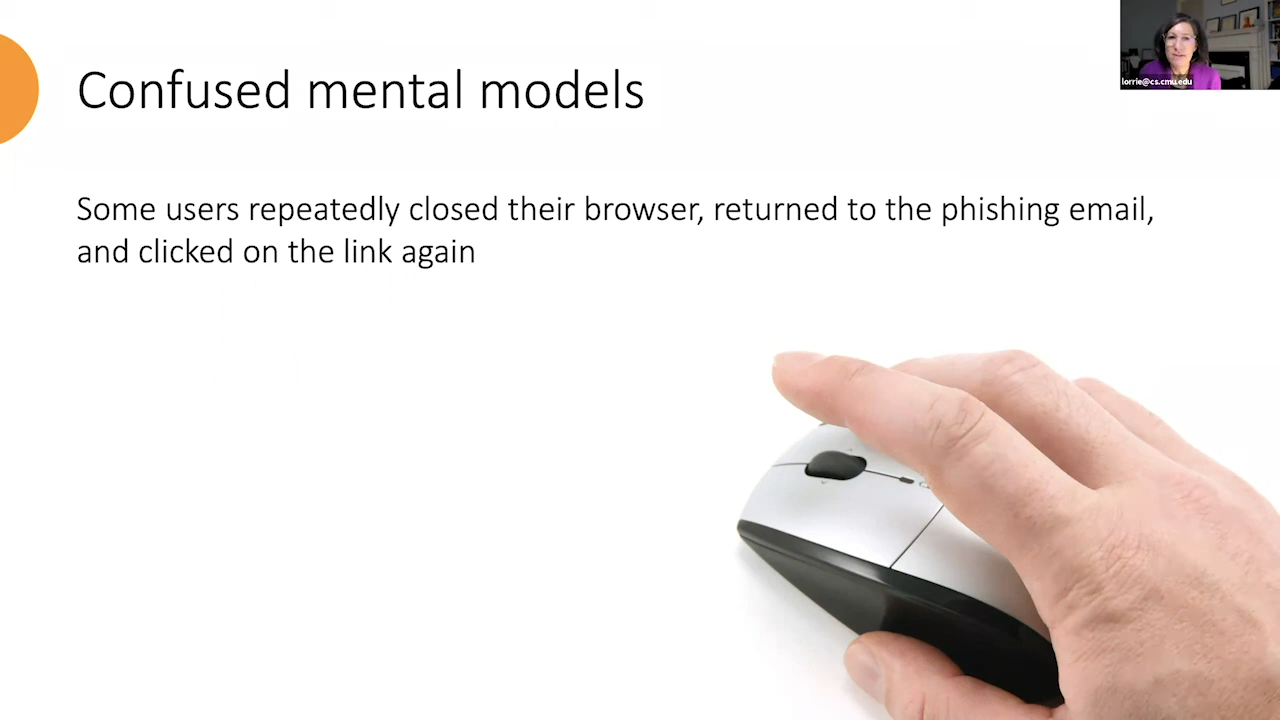 lorrie@cs.cmu.edu
Confused mental models
Some users repeatedly closed their browser, returned to the phishing email,
and clicked on the link again